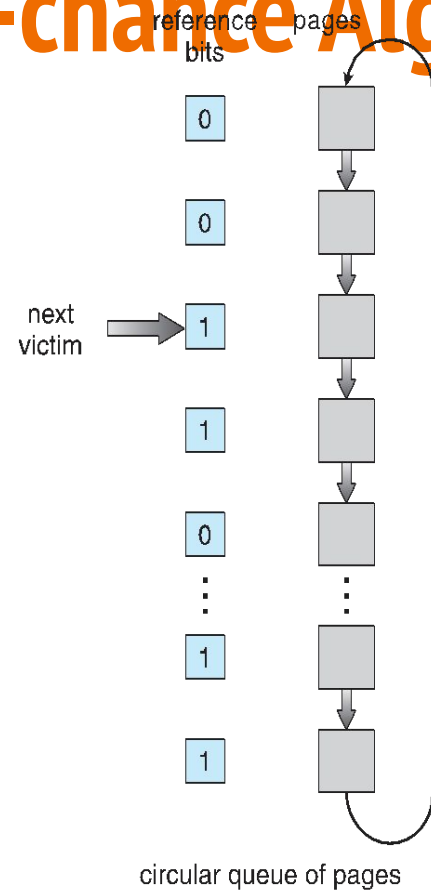 -chance Alg
reference pages
bits
0
0
next
victim
1
1
0
1
1
circular queue of pages